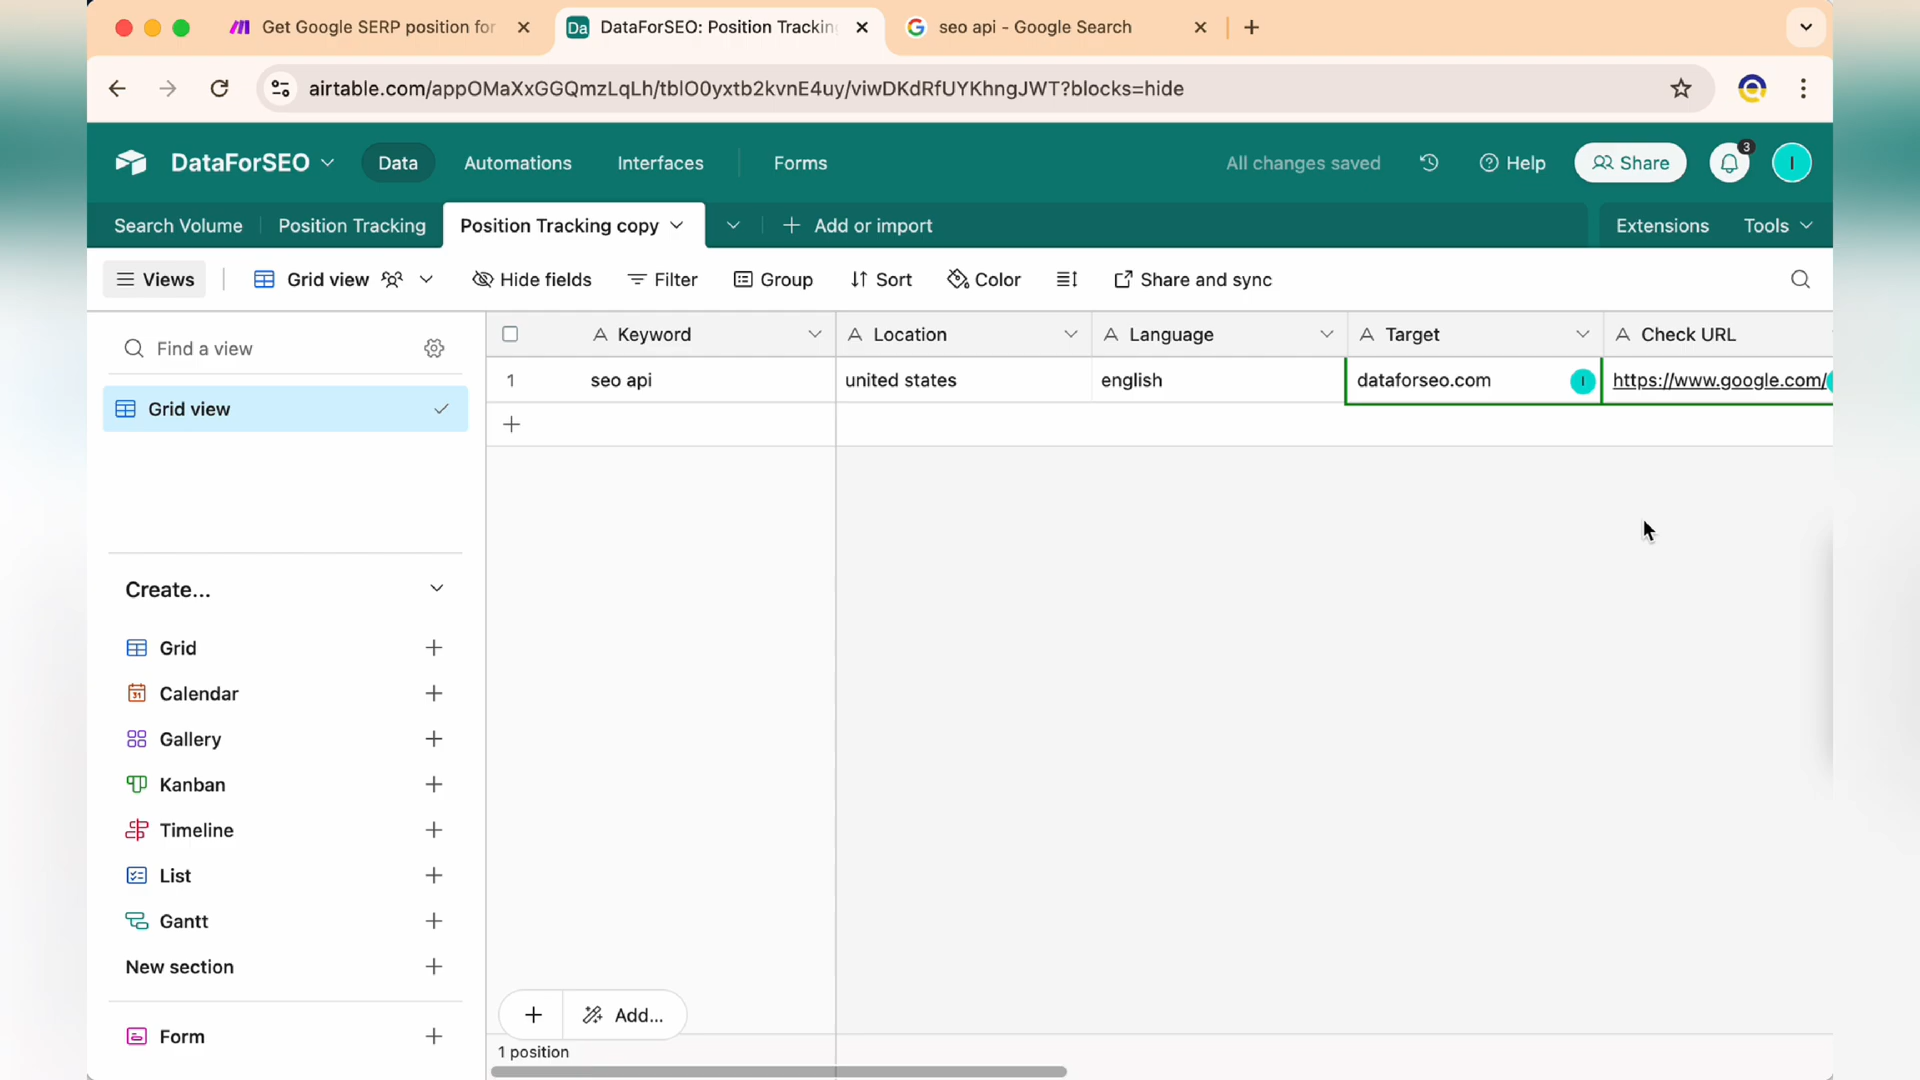 Get Google SERP position for
DataForSEO: Position Trackin
seo api - Google Search
airtable.com/appOMaXxGGQmzLqLh/tblO0yxtb2kvnE4uy/viwDKdRfUYKhngJWT?blocks=hide
DataForSEO
Data
Automations
Interfaces
Forms
All changes saved
Help
Share
3
I
Search Volume
Position Tracking
Position Tracking copy
Add or import
Extensions
Tools
Views
Grid view
Hide fields
Filter
Group
Sort
Color
Share and sync
Find a view
Keyword
Location
Language
Target
Check URL
1
seo api
united states
english
dataforseo.com
I
https://www.google.com/
Grid view
Create...
Grid
Calendar
Gallery
Kanban
Timeline
List
Gantt
New section
Form
Add...
1 position